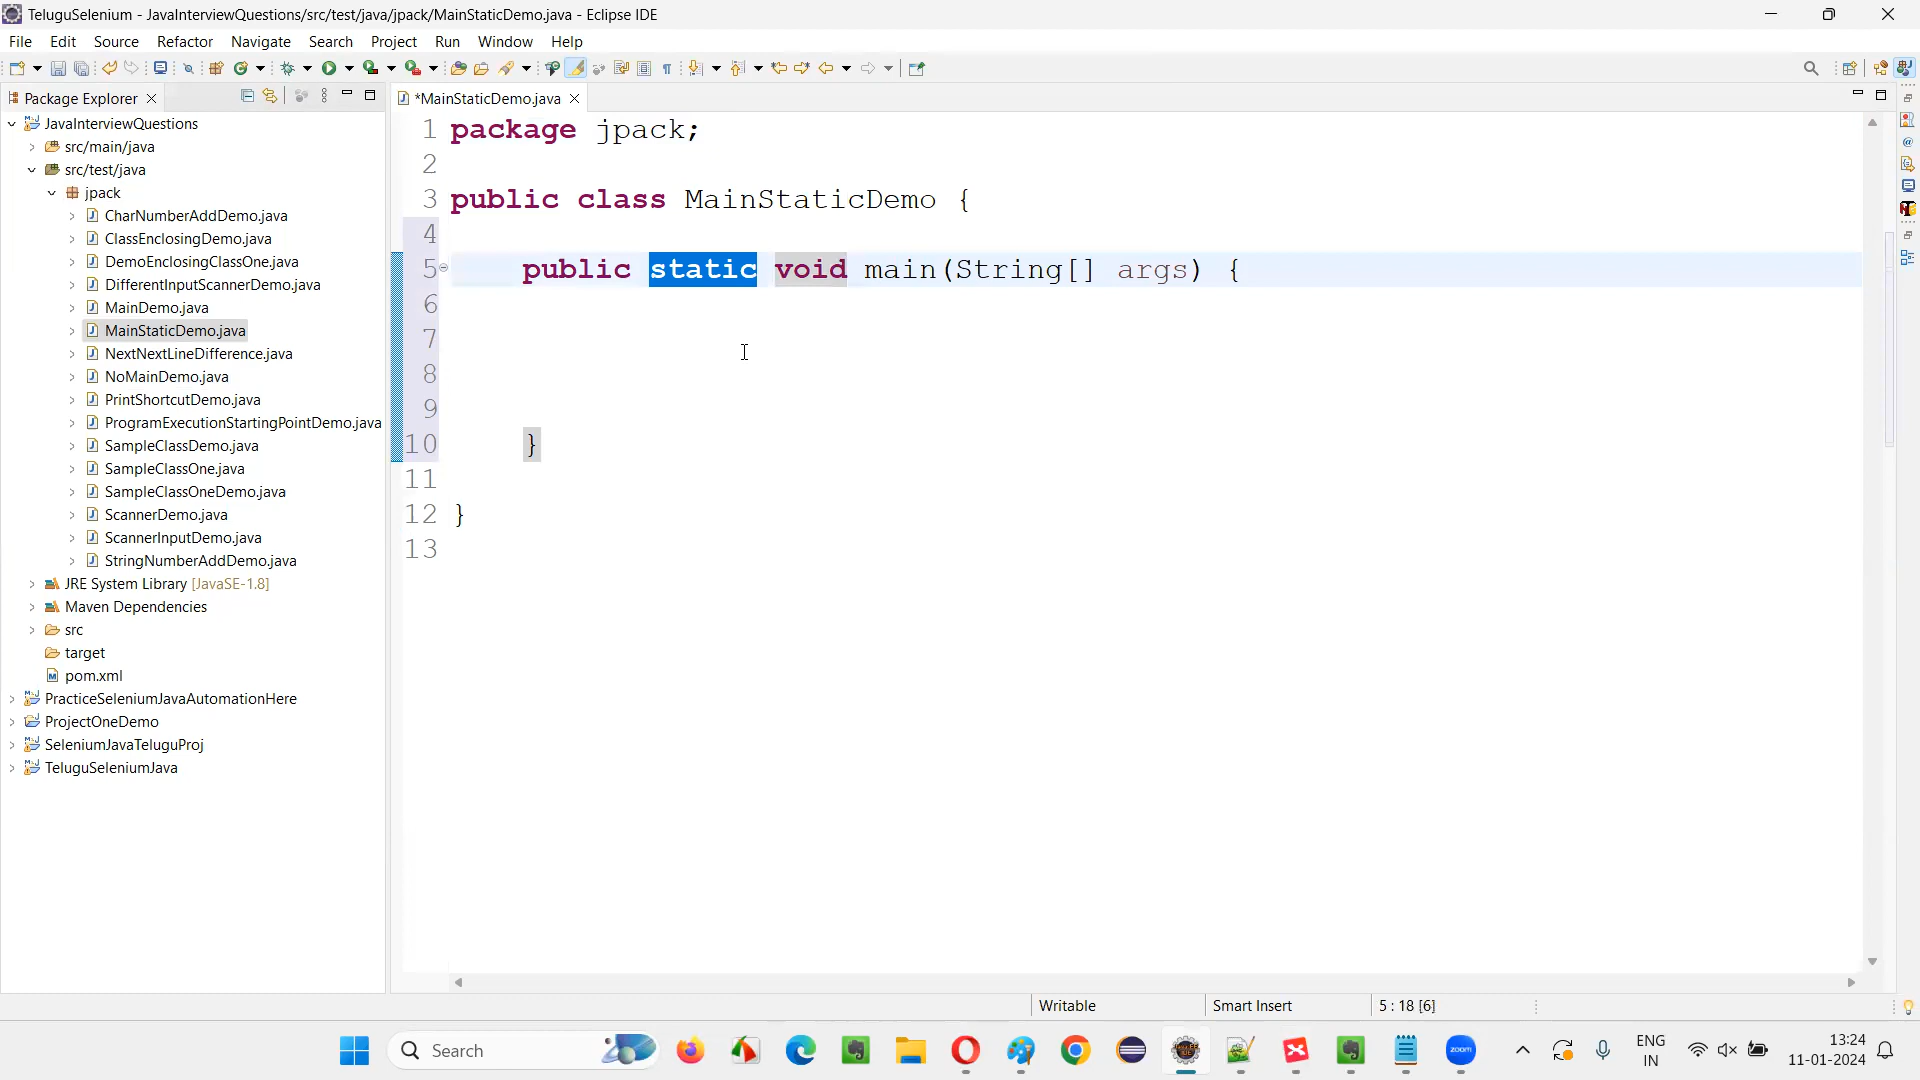 TeluguSelenium - JavaInterviewQuestions/src/test/java/jpack/MainStaticDemo.java - Eclipse IDE
File Edit Source Refactor Navigate Search Project Run Window Help
Package Explorer
*MainStaticDemo.java
JavaInterviewQuestions
src/main/java
src/test/java
jpack
CharNumberAddDemo.java
ClassEnclosingDemo.java
DemoEnclosingClassOne.java
DifferentInputScannerDemo.java
MainDemo.java
MainStaticDemo.java
NextNextLineDifference.java
NoMainDemo.java
PrintShortcutDemo.java
ProgramExecutionStartingPointDemo.java
SampleClassDemo.java
SampleClassOne.java
SampleClassOneDemo.java
ScannerDemo.java
ScannerInputDemo.java
StringNumberAddDemo.java
JRE System Library [JavaSE-1.8]
Maven Dependencies
src
target
pom.xml
PracticeSeleniumJavaAutomationHere
ProjectOneDemo
SeleniumJavaTeluguProj
TeluguSeleniumJava
1 package jpack;
2
3 public class MainStaticDemo {
4
5 public static void main(String[] args) {
6
7
8
9
10 }
11
12 }
13
Writable Smart Insert 5 : 18 [6]
Search
zoom
ENG
IN
13:24
11-01-2024